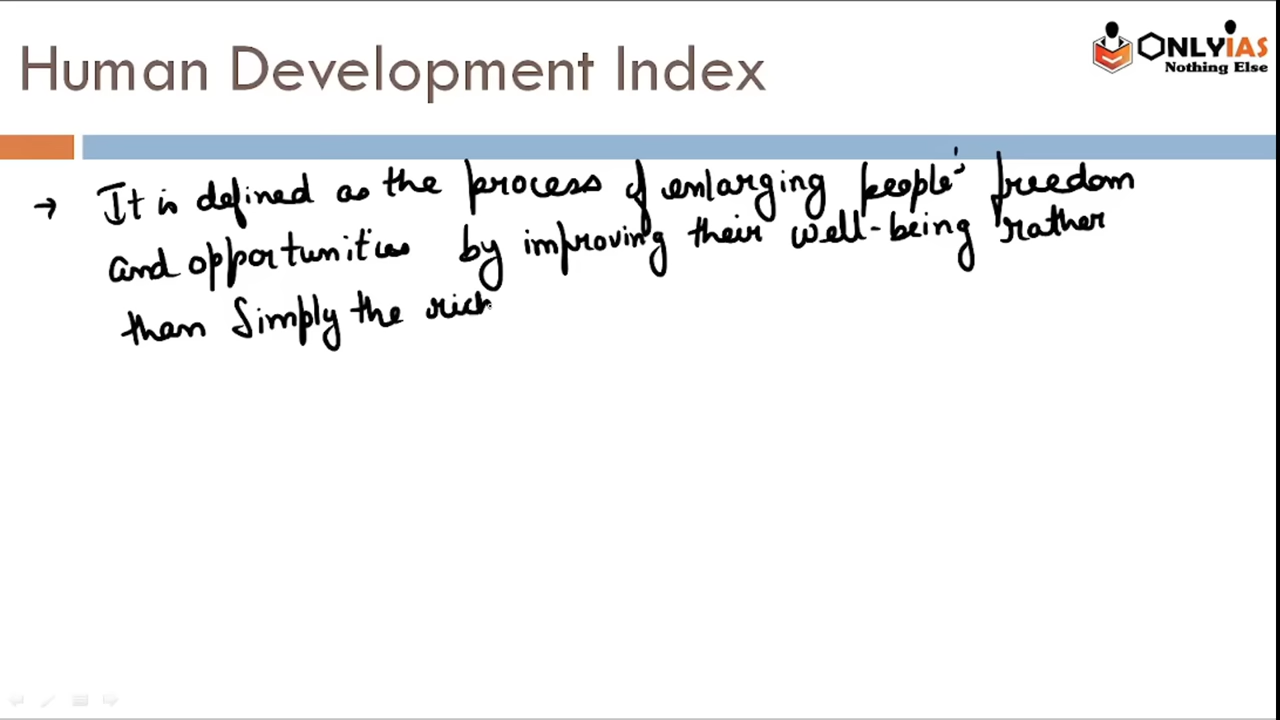 Human Development Index
ONLYIAS
Nothing Else
→ It is defined as the process of enlarging people's freedom
and opportunities by improving their well-being rather
than Simply the rich